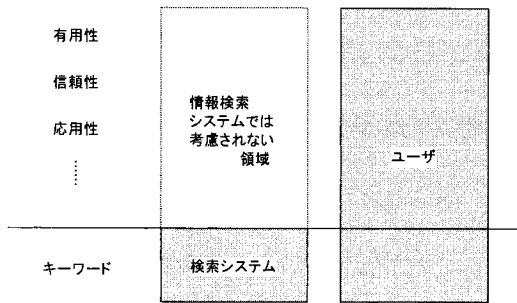 有用性
信頼性
応用性
……
情報検索
システムでは
考慮されない
領域
ユーザ
キーワード
検索システム